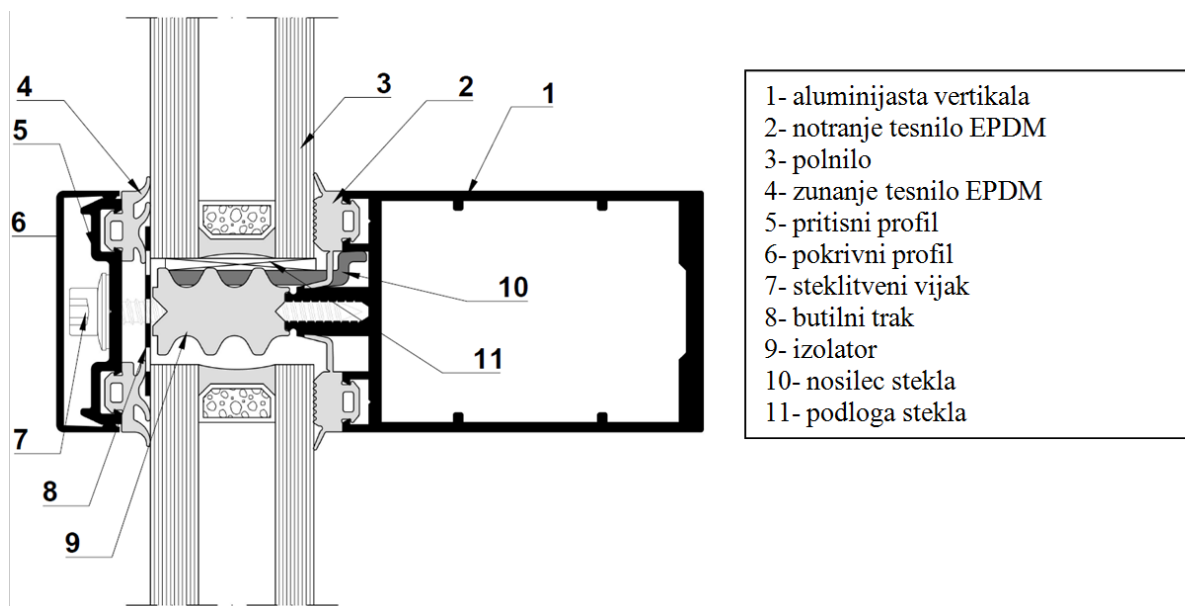 4
5
6
7
8
9
3
2
1
10
11
1- aluminijasta vertikala
2- notranje tesnilo EPDM
3- polnilo
4- zunanje tesnilo EPDM
5- pritisni profil
6- pokrivni profil
7- steklitveni vijak
8- butilni trak
9- izolator
10- nosilec stekla
11- podloga stekla